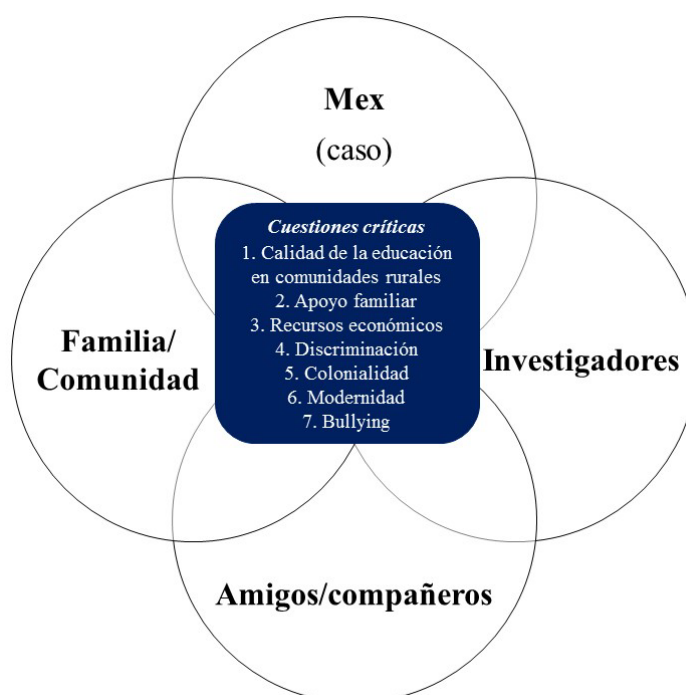 Mex
(caso)
Cuestiones críticas
1. Calidad de la educación
en comunidades rurales
2. Apoyo familiar
3. Recursos económicos
4. Discriminación
5. Colonialidad
6. Modernidad
7. Bullying
Familia/
Comunidad
Investigadores
Amigos/compañeros